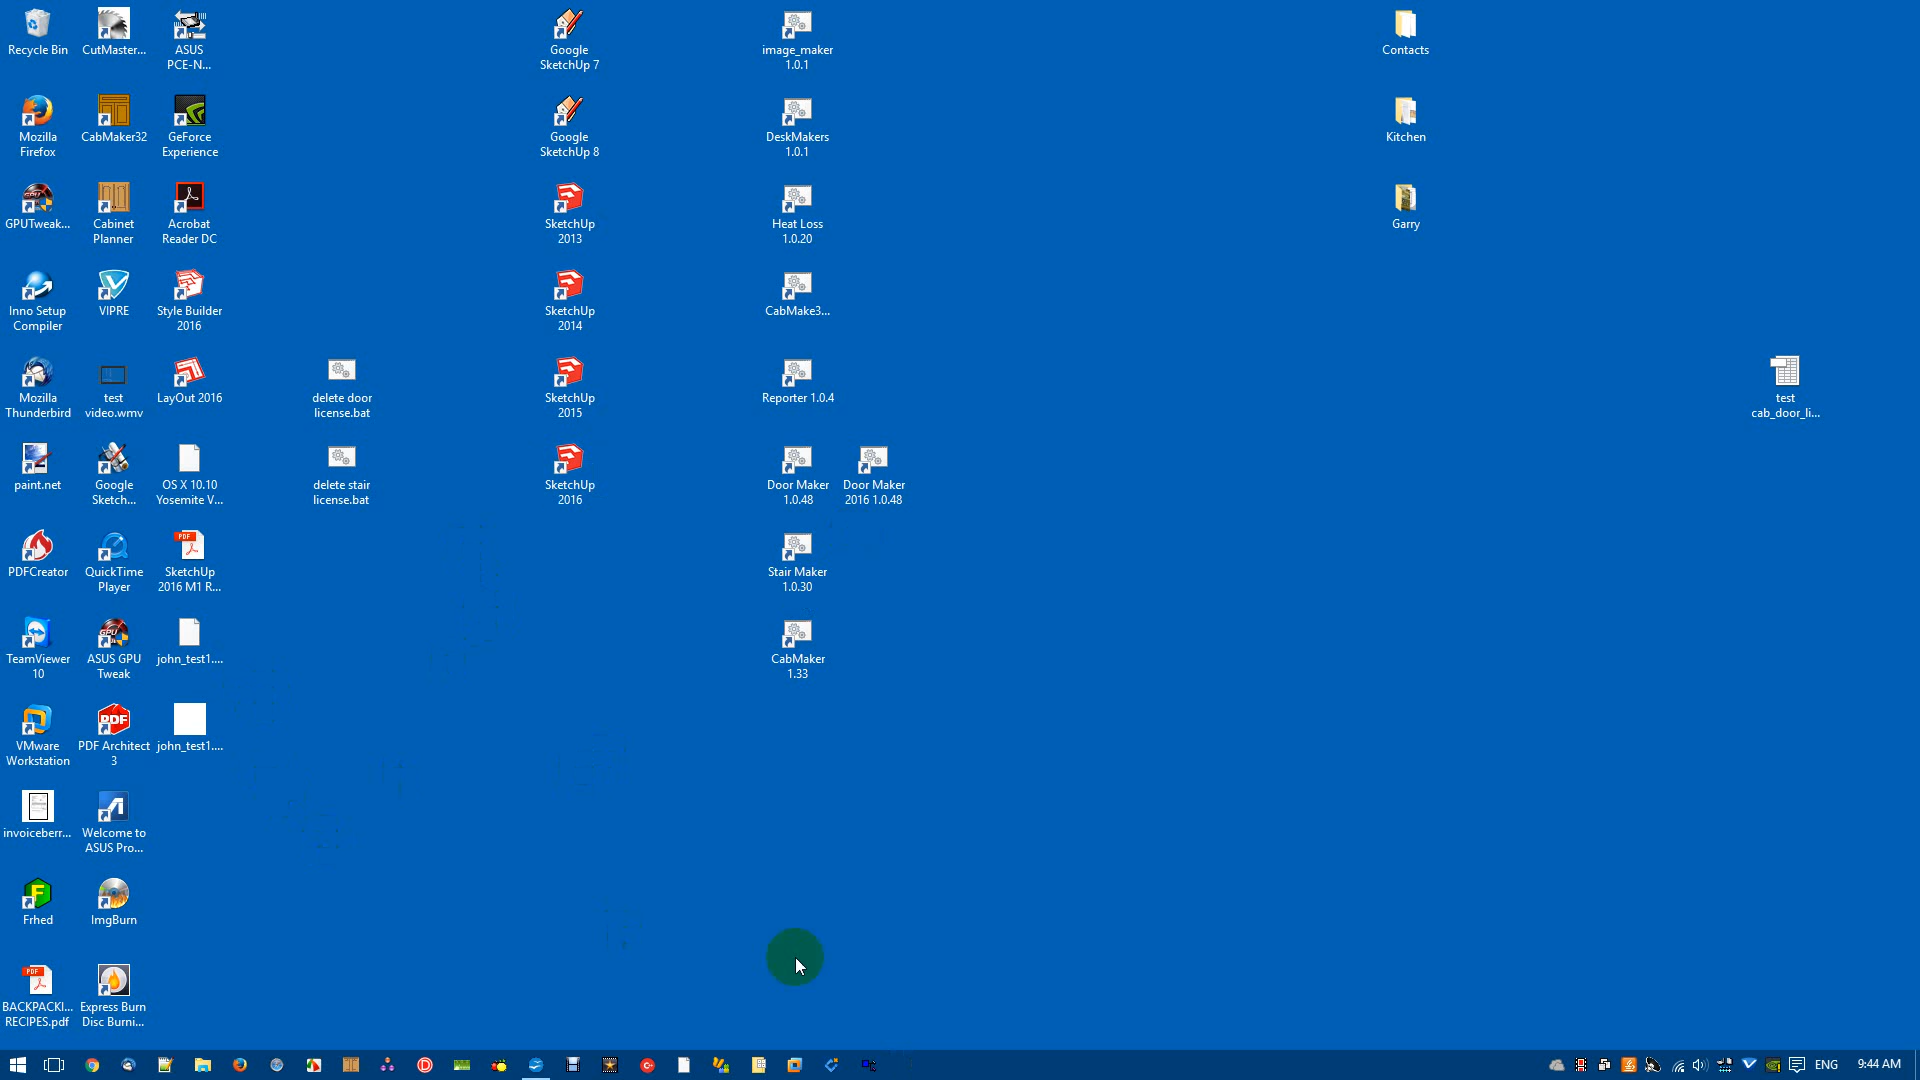 Recycle Bin
CutMaster...
ASUS
PCE-N...
Google
SketchUp 7
image_maker
1.0.1
Contacts
Mozilla
Firefox
CabMaker32
GeForce
Experience
Google
SketchUp 8
DeskMakers
1.0.1
Kitchen
GPUTweak...
Cabinet
Planner
Acrobat
Reader DC
SketchUp
2013
Heat Loss
1.0.20
Garry
Inno Setup
Compiler
VIPRE
Style Builder
2016
SketchUp
2014
CabMake3...
Mozilla
Thunderbird
test
video.wmv
LayOut 2016
delete door
license.bat
SketchUp
2015
Reporter 1.0.4
test
cab_door_li...
paint.net
Google
Sketch...
OS X 10.10
Yosemite V...
delete stair
license.bat
SketchUp
2016
Door Maker
1.0.48
Door Maker
2016 1.0.48
PDFCreator
QuickTime
Player
PDF
SketchUp
2016 M1 R...
Stair Maker
1.0.30
TeamViewer
10
GPU
ASUS GPU
Tweak
john_test1....
CabMaker
1.33
VMware
Workstation
PDF
PDF Architect
3
john_test1....
invoiceberr...
Welcome to
ASUS Pro...
F
Frhed
ImgBurn
PDF
BACKPACKI...
RECIPES.pdf
Express Burn
Disc Burni...
ENG
9:44 AM